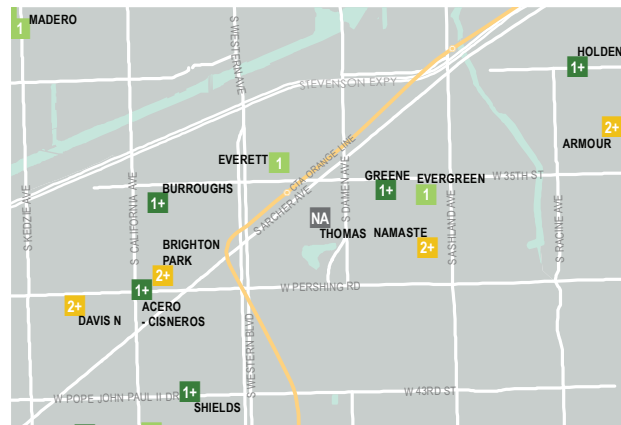 MADERO
1
S WESTERN AVE
HOLDEN
1+
STEVENSON EXPY
2+
ARMOUR
EVERETT
1
CTA ORANGE LINE
S ARCHER AVE
S DAMEN AVE
GREENE
1+
EVERGREEN
1
W 35TH ST
BURROUGHS
1+
S KEDZIE AVE
S CALIFORNIA AVE
NA
THOMAS
NAMASTE
2+
S ASHLAND AVE
S RACINE AVE
BRIGHTON
PARK
2+
1+
ACERO
- CISNEROS
2+
DAVIS N
W PERSHING RD
S WESTERN BLVD
W POPE JOHN PAUL II DR
1+
SHIELDS
W 43RD ST